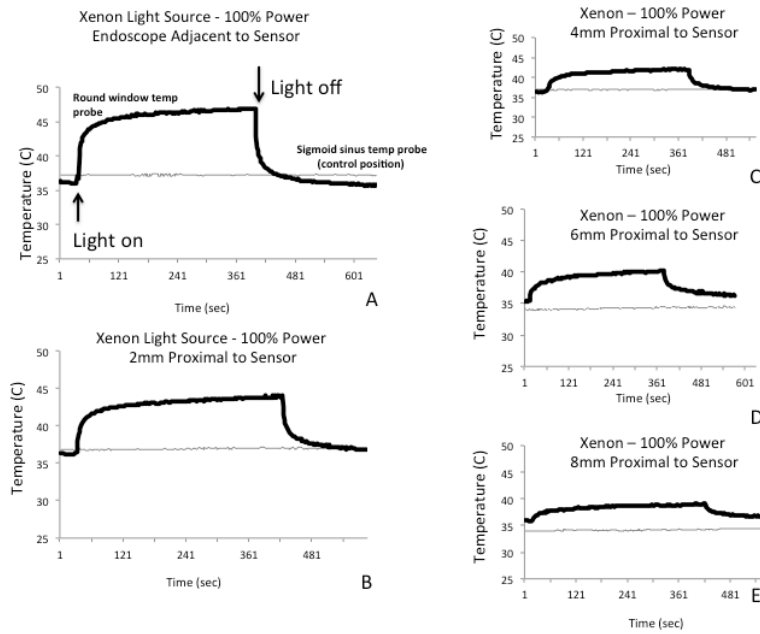 Xenon Light Source - 100% Power
Endoscope Adjacent to Sensor
Temperature (C)
50
45
40
35
30
25
Round window temp
probe
Light off
Sigmoid sinus temp probe
(control position)
Light on
1
121
241
361
481
601
Time (sec)
A
Xenon Light Source - 100% Power
2mm Proximal to Sensor
Temperature (C)
50
45
40
35
30
25
1
121
241
361
481
Time (sec)
B
Xenon – 100% Power
4mm Proximal to Sensor
Temperature (C)
50
45
40
35
30
25
1
121
241
361
481
Time (sec)
C
Xenon – 100% Power
6mm Proximal to Sensor
Temperature (C)
50
45
40
35
30
25
1
121
241
361
481
601
Time (sec)
D
Xenon – 100% Power
8mm Proximal to Sensor
Temperature (C)
50
45
40
35
30
25
1
121
241
361
481
Time (sec)
E